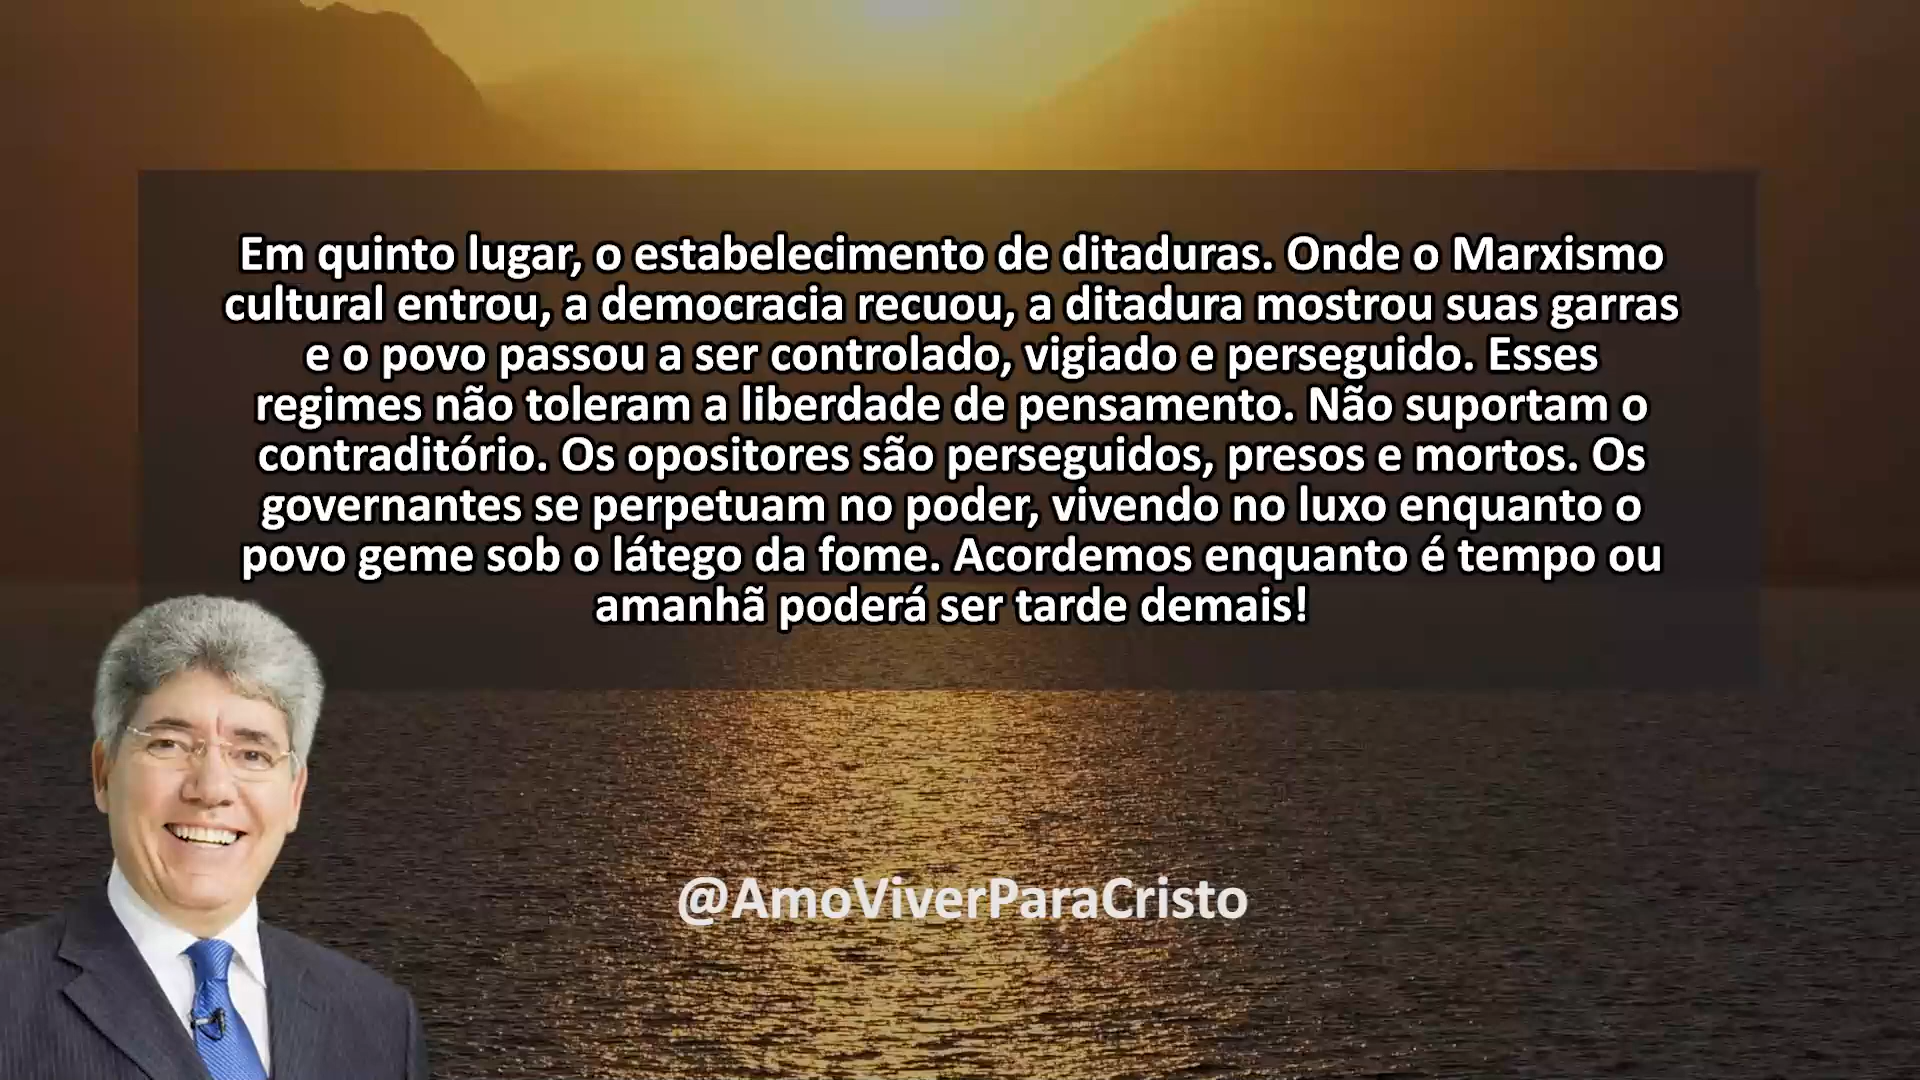 Em quinto lugar, o estabelecimento de ditaduras. Onde o Marxismo
cultural entrou, a democracia recuou, a ditadura mostrou suas garras
e o povo passou a ser controlado, vigiado e perseguido. Esses
regimes não toleram a liberdade de pensamento. Não suportam o
contraditório. Os opositores são perseguidos, presos e mortos. Os
governantes se perpetuam no poder, vivendo no luxo enquanto o
povo geme sob o látego da fome. Acordemos enquanto é tempo ou
amanhã poderá ser tarde demais!
@AmoViverParaCristo